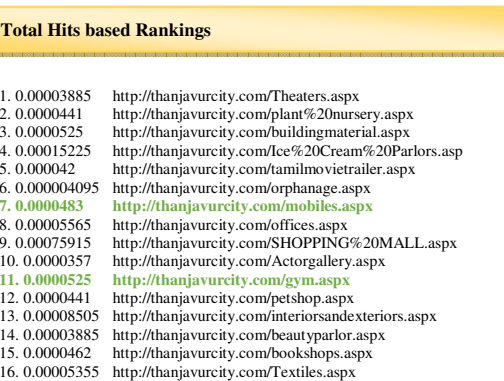 Total Hits based Rankings
1. 0.00003885 http://thanjavurcity.com/Theaters.aspx
2. 0.0000441 http://thanjavurcity.com/plant%20nursery.aspx
3. 0.0000525 http://thanjavurcity.com/buildingmaterial.aspx
4. 0.00015225 http://thanjavurcity.com/Ice%20Cream%20Parlors.asp
5. 0.000042 http://thanjavurcity.com/tamilmovietrailer.aspx
6. 0.000004095 http://thanjavurcity.com/orphanage.aspx
7. 0.0000483 http://thanjavurcity.com/mobiles.aspx
8. 0.00005565 http://thanjavurcity.com/offices.aspx
9. 0.00075915 http://thanjavurcity.com/SHOPPING%20MALL.aspx
10. 0.0000357 http://thanjavurcity.com/Actorgallery.aspx
11. 0.0000525 http://thanjavurcity.com/gym.aspx
12. 0.0000441 http://thanjavurcity.com/petshop.aspx
13. 0.00008505 http://thanjavurcity.com/interiorsandexteriors.aspx
14. 0.00003885 http://thanjavurcity.com/beautyparlor.aspx
15. 0.0000462 http://thanjavurcity.com/bookshops.aspx
16. 0.00005355 http://thanjavurcity.com/Textiles.aspx